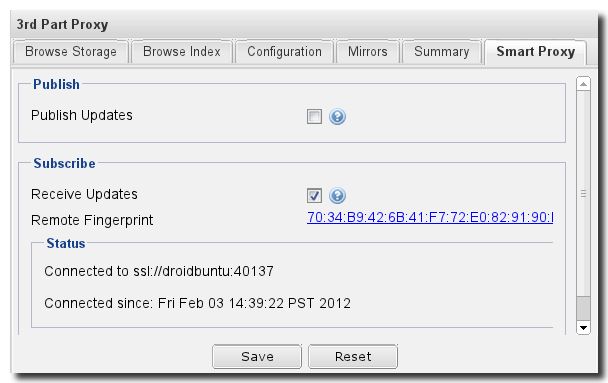 3rd Part Proxy
Browse Storage Browse Index Configuration Mirrors Summary Smart Proxy
Publish
Publish Updates
Subscribe
Receive Updates
Remote Fingerprint 70:34:B9:42:6B:41:F7:72:E0:82:91:90:
Status
Connected to ssl://droidbuntu:40137
Connected since: Fri Feb 03 14:39:22 PST 2012
Save Reset